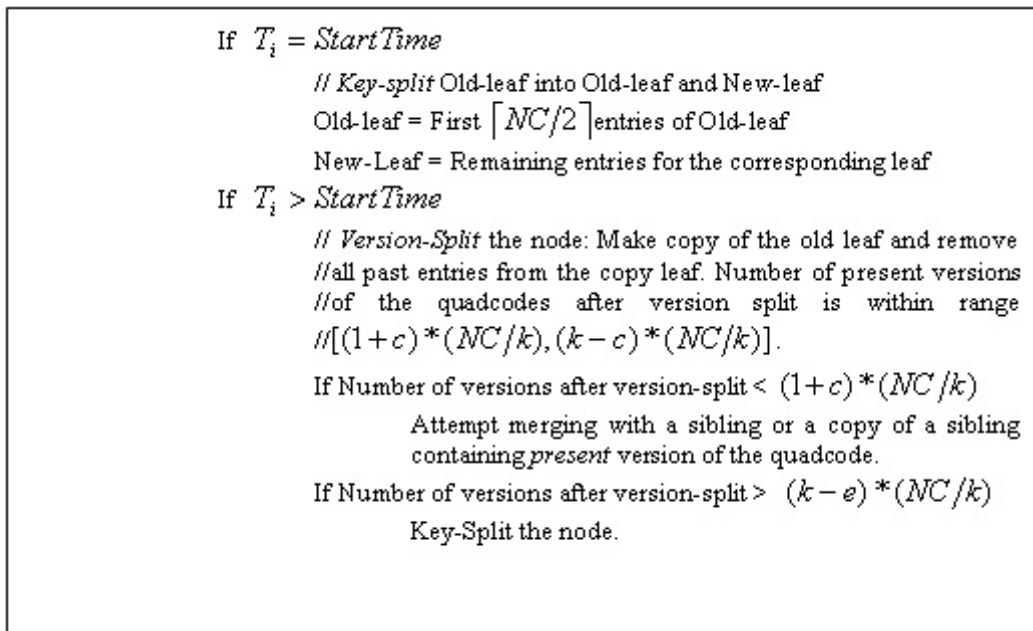 If T_i = StartTime
// Key-split Old-leaf into Old-leaf and New-leaf
Old-leaf = First ⌈NC/2⌉ entries of Old-leaf
New-Leaf = Remaining entries for the corresponding leaf
If T_i > StartTime
// Version-Split the node: Make copy of the old leaf and remove
//all past entries from the copy leaf. Number of present versions
//of the quadcodes after version split is within range
//[(1+c)*(NC/k),(k-c)*(NC/k)].
If Number of versions after version-split < (1+c)*(NC/k)
Attempt merging with a sibling or a copy of a sibling
containing present version of the quadcode.
If Number of versions after version-split > (k-e)*(NC/k)
Key-Split the node.